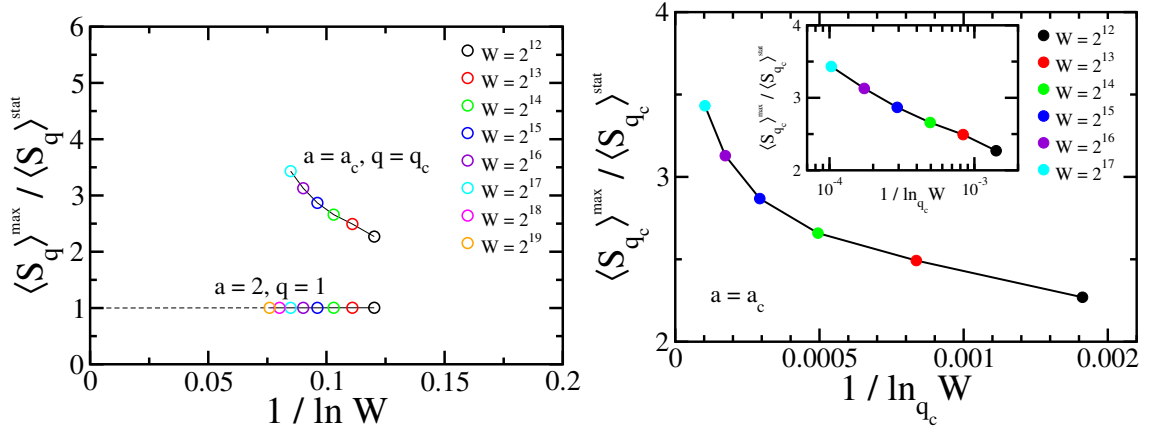 ⟨S_q⟩^max / ⟨S_q⟩^stat
6
5
4
3
2
1
0
0
0.05
0.1
0.15
0.2
1 / ln W
W = 2^12
W = 2^13
W = 2^14
W = 2^15
W = 2^16
W = 2^17
W = 2^18
W = 2^19
a = a_c, q = q_c
a = 2, q = 1
⟨S_{q_c}⟩^max / ⟨S_{q_c}⟩^stat
4
3
2
0
0.0005
0.001
0.002
1 / ln_{q_c} W
a = a_c
W = 2^12
W = 2^13
W = 2^14
W = 2^15
W = 2^16
W = 2^17
⟨S_{q_c}⟩^max / ⟨S_{q_c}⟩^stat
4
3
2
10^-4
10^-3
1 / ln_{q_c} W